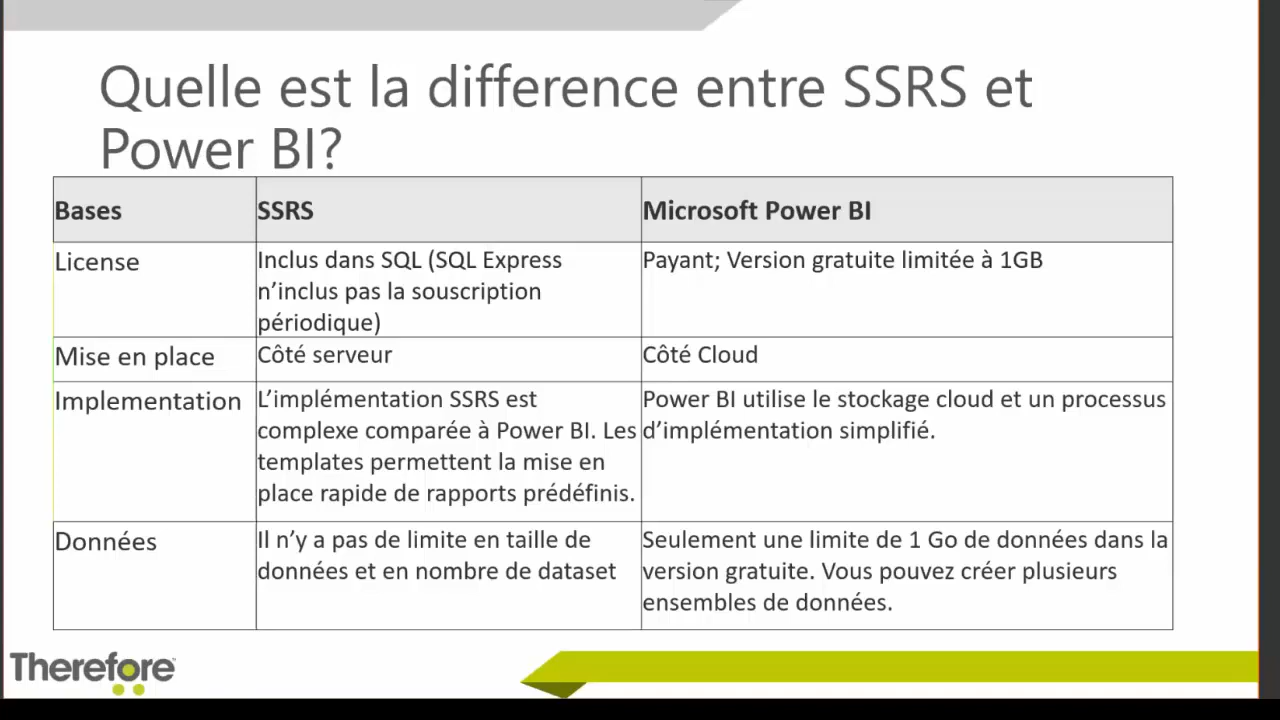 Quelle est la difference entre SSRS et
Power BI?
Bases
SSRS
Microsoft Power BI
License
Inclus dans SQL (SQL Express
n’inclus pas la souscription
périodique)
Payant; Version gratuite limitée à 1GB
Mise en place
Côté serveur
Côté Cloud
Implementation
L’implémentation SSRS est
complexe comparée à Power BI. Les
templates permettent la mise en
place rapide de rapports prédéfinis.
Power BI utilise le stockage cloud et un processus
d’implémentation simplifié.
Données
Il n’y a pas de limite en taille de
données et en nombre de dataset
Seulement une limite de 1 Go de données dans la
version gratuite. Vous pouvez créer plusieurs
ensembles de données.
Therefore